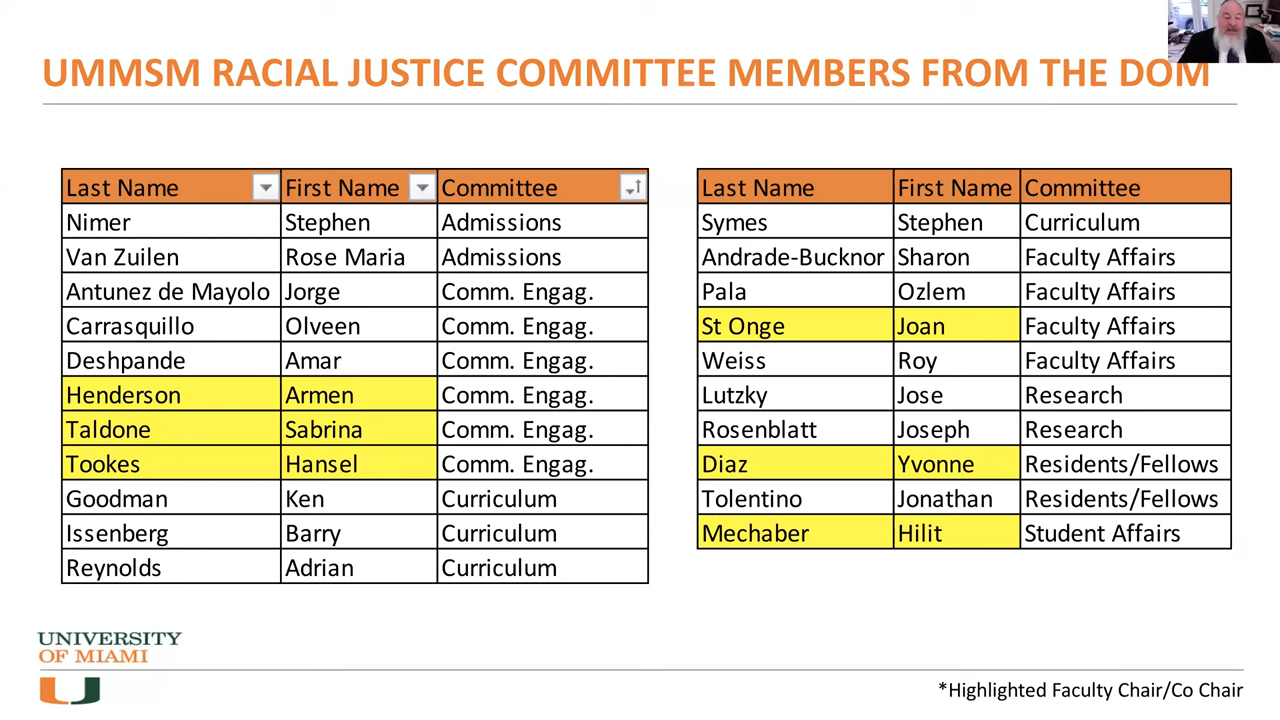 UMMSM RACIAL JUSTICE COMMITTEE MEMBERS FROM THE DOM
Last Name First Name Committee
Nimer Stephen Admissions
Van Zuilen Rose Maria Admissions
Antunez de Mayolo Jorge Comm. Engag.
Carrasquillo Olveen Comm. Engag.
Deshpande Amar Comm. Engag.
Henderson Armen Comm. Engag.
Taldone Sabrina Comm. Engag.
Tookes Hansel Comm. Engag.
Goodman Ken Curriculum
Issenberg Barry Curriculum
Reynolds Adrian Curriculum
Last Name First Name Committee
Symes Stephen Curriculum
Andrade-Bucknor Sharon Faculty Affairs
Pala Ozlem Faculty Affairs
St Onge Joan Faculty Affairs
Weiss Roy Faculty Affairs
Lutzky Jose Research
Rosenblatt Joseph Research
Diaz Yvonne Residents/Fellows
Tolentino Jonathan Residents/Fellows
Mechaber Hilit Student Affairs
UNIVERSITY
OF MIAMI
*Highlighted Faculty Chair/Co Chair